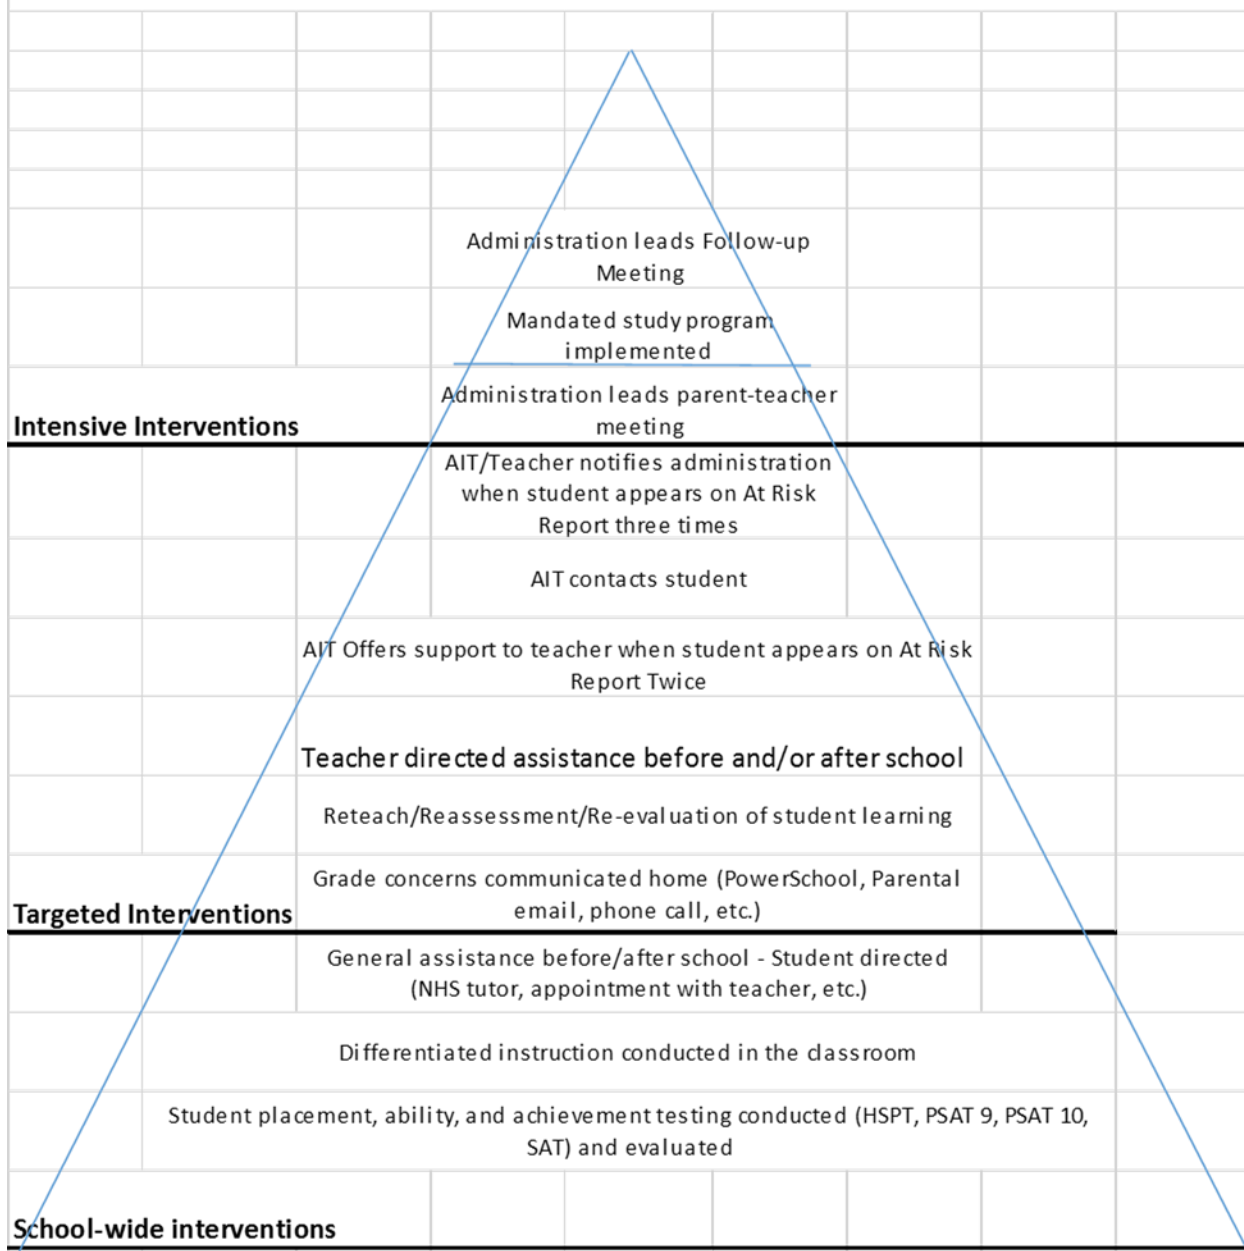 Administration leads Follow-up
Meeting
Mandated study program
implemented
Administration leads parent-teacher
meeting
Intensive Interventions
AIT/Teacher notifies administration
when student appears on At Risk
Report three times
AIT contacts student
AIT Offers support to teacher when student appears on At Risk
Report Twice
Teacher directed assistance before and/or after school
Reteach/Reassessment/Re-evaluation of student learning
Grade concerns communicated home (PowerSchool, Parental
email, phone call, etc.)
Targeted Interventions
General assistance before/after school - Student directed
(NHS tutor, appointment with teacher, etc.)
Differentiated instruction conducted in the classroom
Student placement, ability, and achievement testing conducted (HSPT, PSAT 9, PSAT 10,
SAT) and evaluated
School-wide interventions